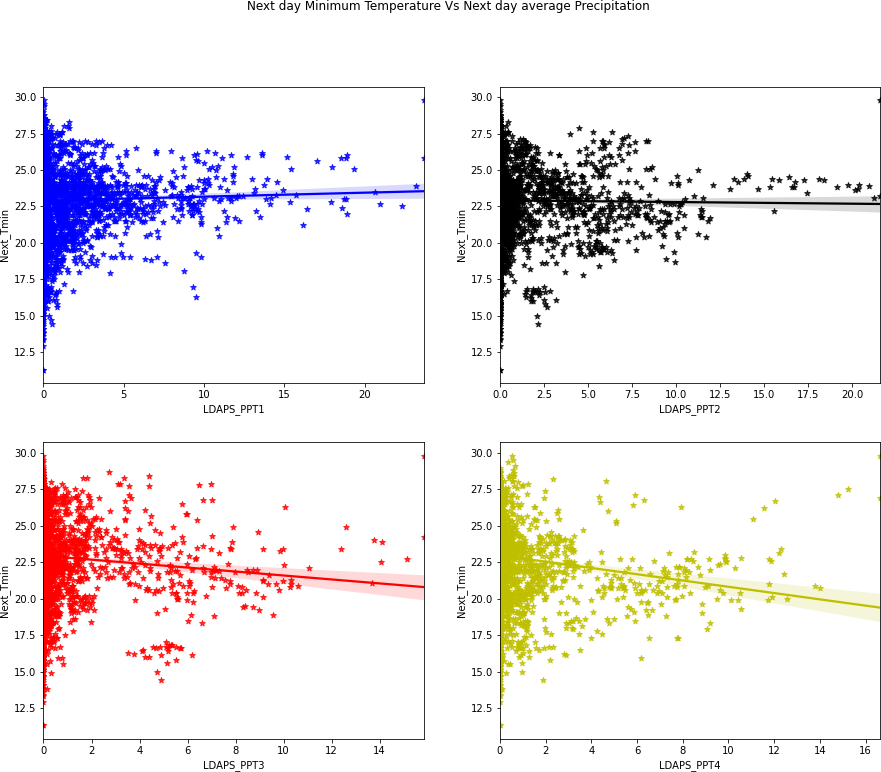 Next day Minimum Temperature Vs Next day average Precipitation
30.0
27.5
25.0
22.5
20.0
17.5
15.0
12.5
Next_Tmin
0 5 10 15 20
LDAPS_PPT1
30.0
27.5
25.0
22.5
20.0
17.5
15.0
12.5
Next_Tmin
0.0 2.5 5.0 7.5 10.0 12.5 15.0 17.5 20.0
LDAPS_PPT2
30.0
27.5
25.0
22.5
20.0
17.5
15.0
12.5
Next_Tmin
0 2 4 6 8 10 12 14
LDAPS_PPT3
30.0
27.5
25.0
22.5
20.0
17.5
15.0
12.5
Next_Tmin
0 2 4 6 8 10 12 14 16
LDAPS_PPT4